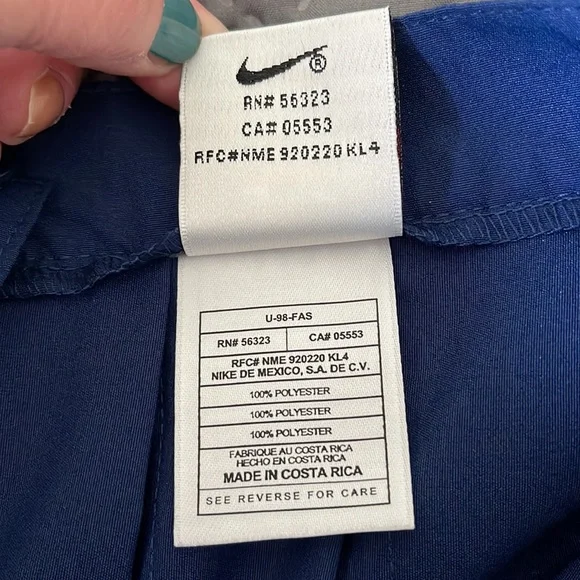 ®
RN# 56323
CA# 05553
RFC#NME 920220 KL4
U-98-FAS
RN# 56323 CA# 05553
RFC# NME 920220 KL4
NIKE DE MEXICO, S.A. DE C.V.
100% POLYESTER
100% POLYESTER
100% POLYESTER
FABRIQUE AU COSTA RICA
HECHO EN COSTA RICA
MADE IN COSTA RICA
SEE REVERSE FOR CARE